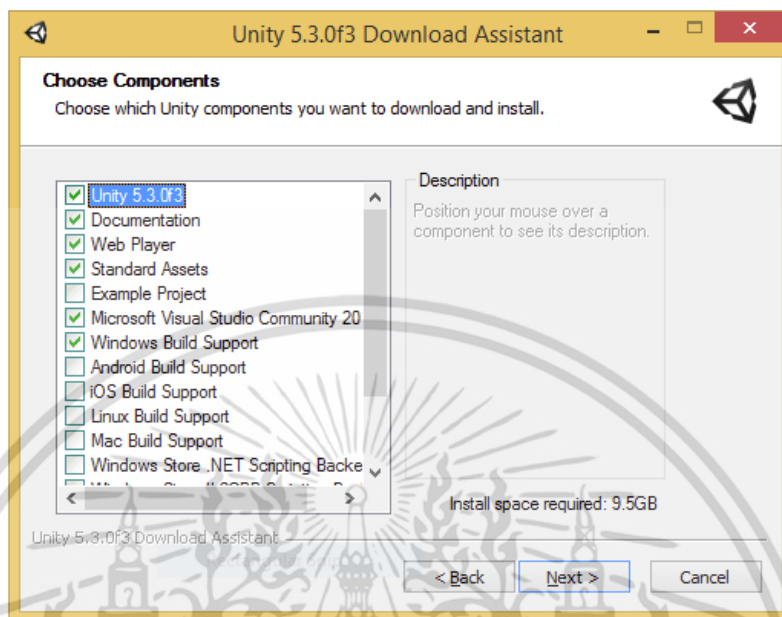 Unity 5.3.0f3 Download Assistant
Choose Components
Choose which Unity components you want to download and install.
Unity 5.3.0f3
Documentation
Web Player
Standard Assets
Example Project
Microsoft Visual Studio Community 20
Windows Build Support
Android Build Support
iOS Build Support
Linux Build Support
Mac Build Support
Windows Store .NET Scripting Backe
Description
Position your mouse over a
component to see its description.
Install space required: 9.5GB
Unity 5.3.0f3 Download Assistant
< Back
Next >
Cancel